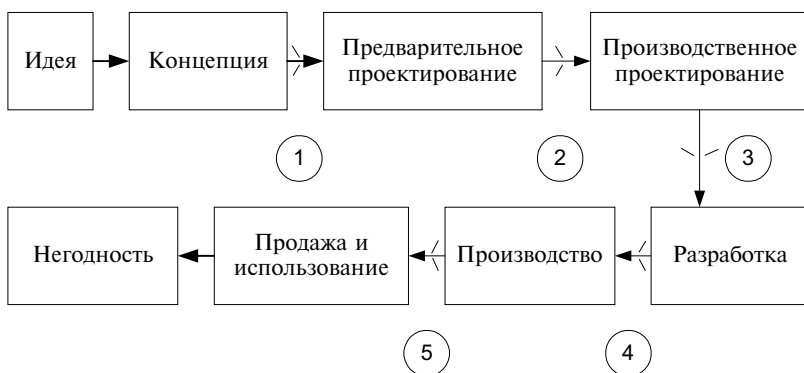 Идея
Концепция
Предварительное
проектирование
Производственное
проектирование
1
2
3
Негодность
Продажа и
использование
Производство
Разработка
5
4